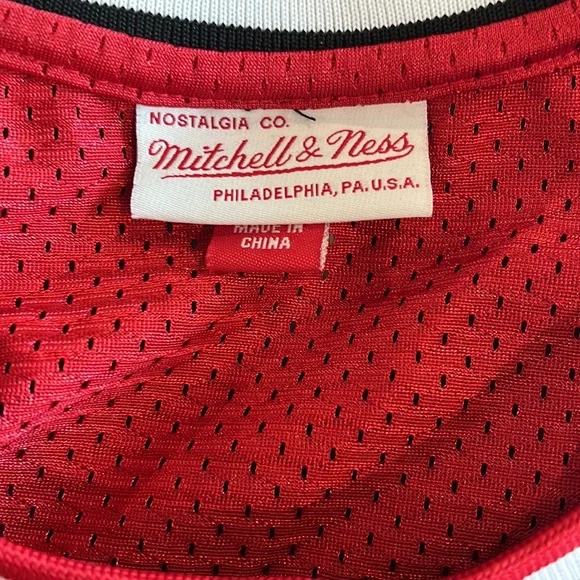 NOSTALGIA CO.
Mitchell & Ness
PHILADELPHIA, PA. U.S.A.
MADE IN
CHINA